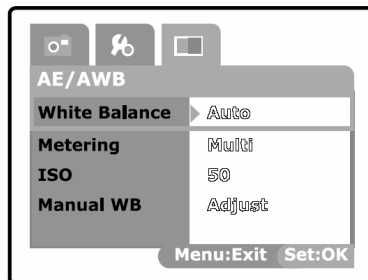 AE/AWB
White Balance Auto
Metering Multi
ISO 50
Manual WB Adjust
Menu:Exit Set:OK